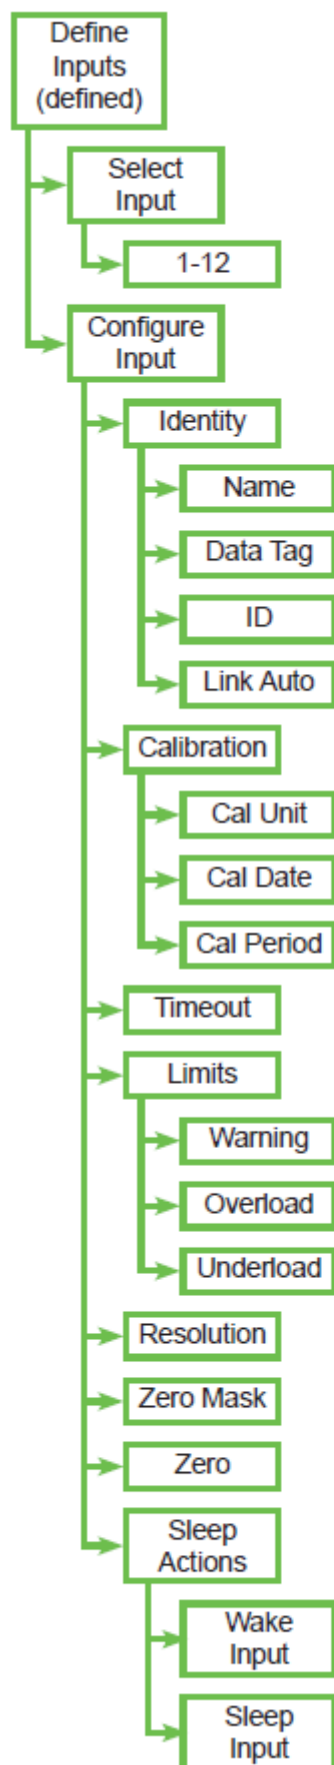 Define
Inputs
(defined)
Select
Input
1-12
Configure
Input
Identity
Name
Data Tag
ID
Link Auto
Calibration
Cal Unit
Cal Date
Cal Period
Timeout
Limits
Warning
Overload
Underload
Resolution
Zero Mask
Zero
Sleep
Actions
Wake
Input
Sleep
Input